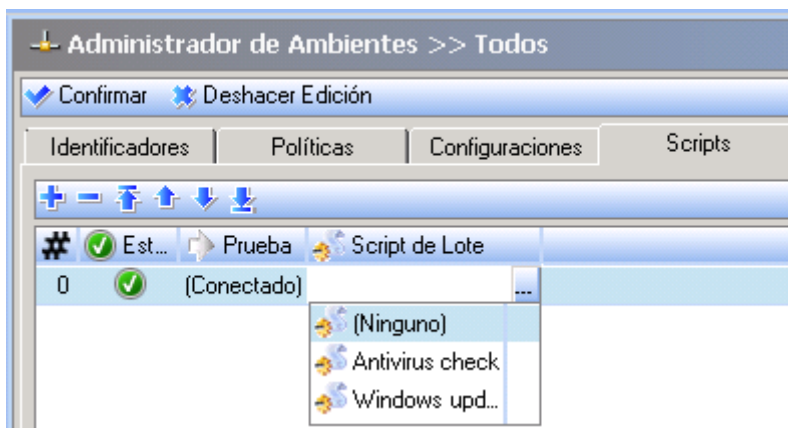 Administrador de Ambientes >> Todos
Confirmar Deshacer Edición
Identificadores Políticas Configuraciones Scripts
# Est... Prueba Script de Lote
0 (Conectado) ...
(Ninguno)
Antivirus check
Windows upd...